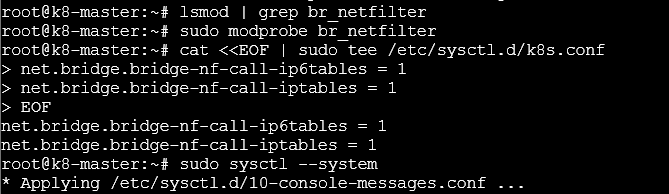 root@k8-master:~# lsmod | grep br_netfilter
root@k8-master:~# sudo modprobe br_netfilter
root@k8-master:~# cat <<EOF | sudo tee /etc/sysctl.d/k8s.conf
> net.bridge.bridge-nf-call-ip6tables = 1
> net.bridge.bridge-nf-call-iptables = 1
> EOF
net.bridge.bridge-nf-call-ip6tables = 1
net.bridge.bridge-nf-call-iptables = 1
root@k8-master:~# sudo sysctl --system
* Applying /etc/sysctl.d/10-console-messages.conf ...